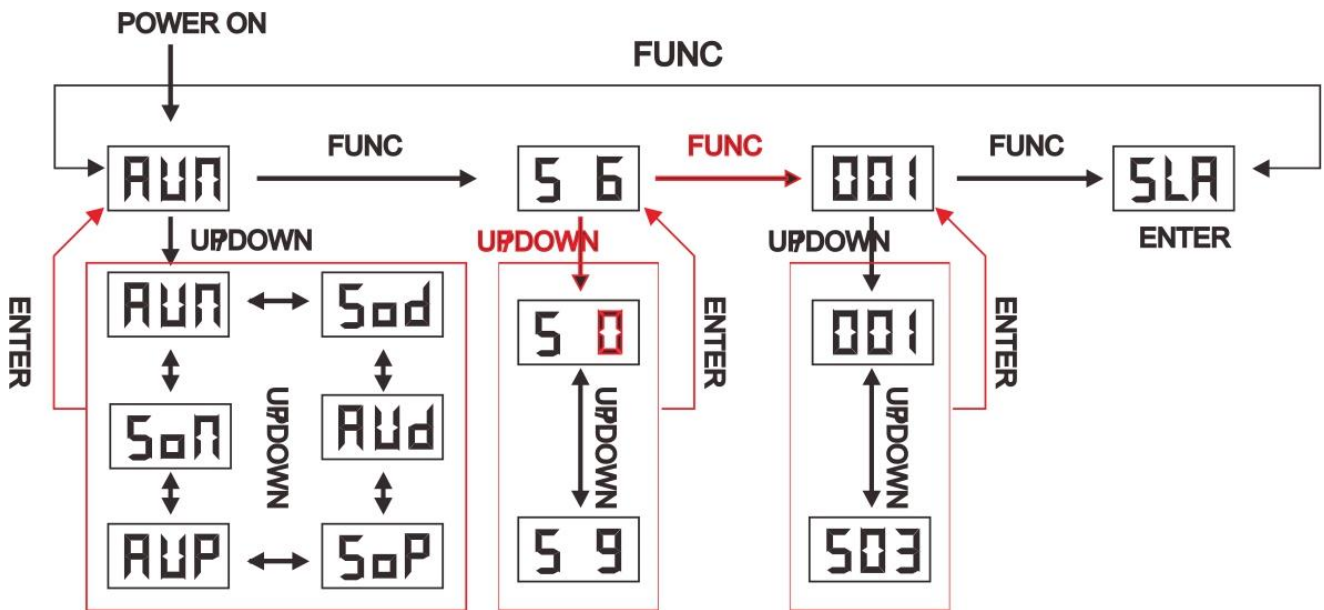 POWER ON
FUNC
AUN FUNC S 6 FUNC 001 FUNC SLA
UP/DOWN UP/DOWN UP/DOWN ENTER
AUN Sod S 0 001
ENTER ENTER ENTER
SoN UP/DOWN AUd UP/DOWN UP/DOWN
AUP SoP S 9 503